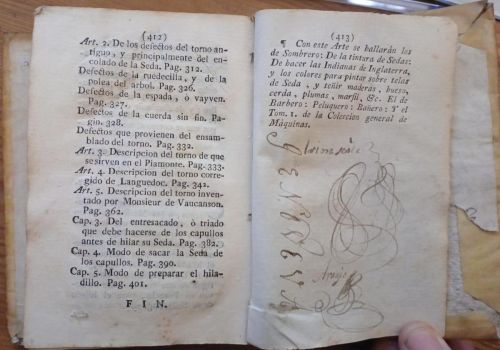 (412)
Art. 2. De los defectos del torno an-
tiguo, y principalmente del en-
colado de la Seda. Pag. 312.
Defectos de la ruedecilla, y de la
polea del arbol. Pag. 326.
Defectos de la espada, ó vayven.
Pag. 327.
Defectos de la cuerda sin fin. Pa-
gin. 328.
Defectos que provienen del ensam-
blado del torno. Pag. 332.
Art. 3. Descripcion del torno de que
se sirven en el Piamonte. Pag. 333.
Art. 4. Descripcion del torno corre-
gido de Languedoc. Pag. 342.
Art. 5. Descripcion del torno inven-
tado por Monsieur de Vaucanson.
Pag. 362.
Cap. 3. Del entresacado, ò triado
que debe hacerse de los capullos
antes de hilar su Seda. Pag. 382.
Cap. 4. Modo de sacar la Seda de
los capullos. Pag. 390.
Cap. 5. Modo de preparar el hila-
dillo. Pag. 401.
FIN.
(413)
¶ Con este Arte se hallarán los
de Sombrero: De la tintura de Sedas:
De hacer las Indianas de Inglaterra,
y los colores para pintar sobre telas
de Seda, y teñir maderas, hueso,
cerda, plumas, marfil, &c. El de
Barbero: Peluquero: Bañero: Y el
Tom. I. de la Coleccion general de
Máquinas.